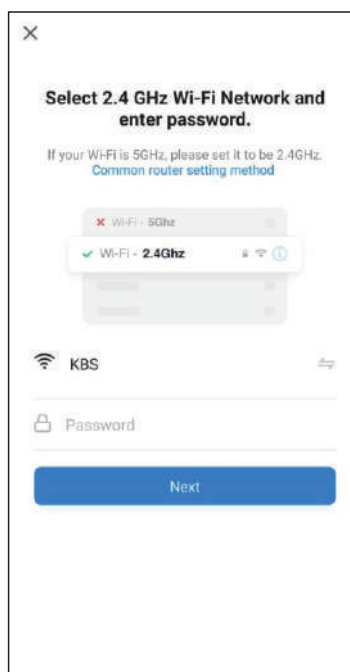 Select 2.4 GHz Wi-Fi Network and
enter password.
If your Wi-Fi is 5GHz, please set it to be 2.4GHz.
Common router setting method
Wi-Fi - 5Ghz
Wi-Fi - 2.4Ghz
KBS
Password
Next